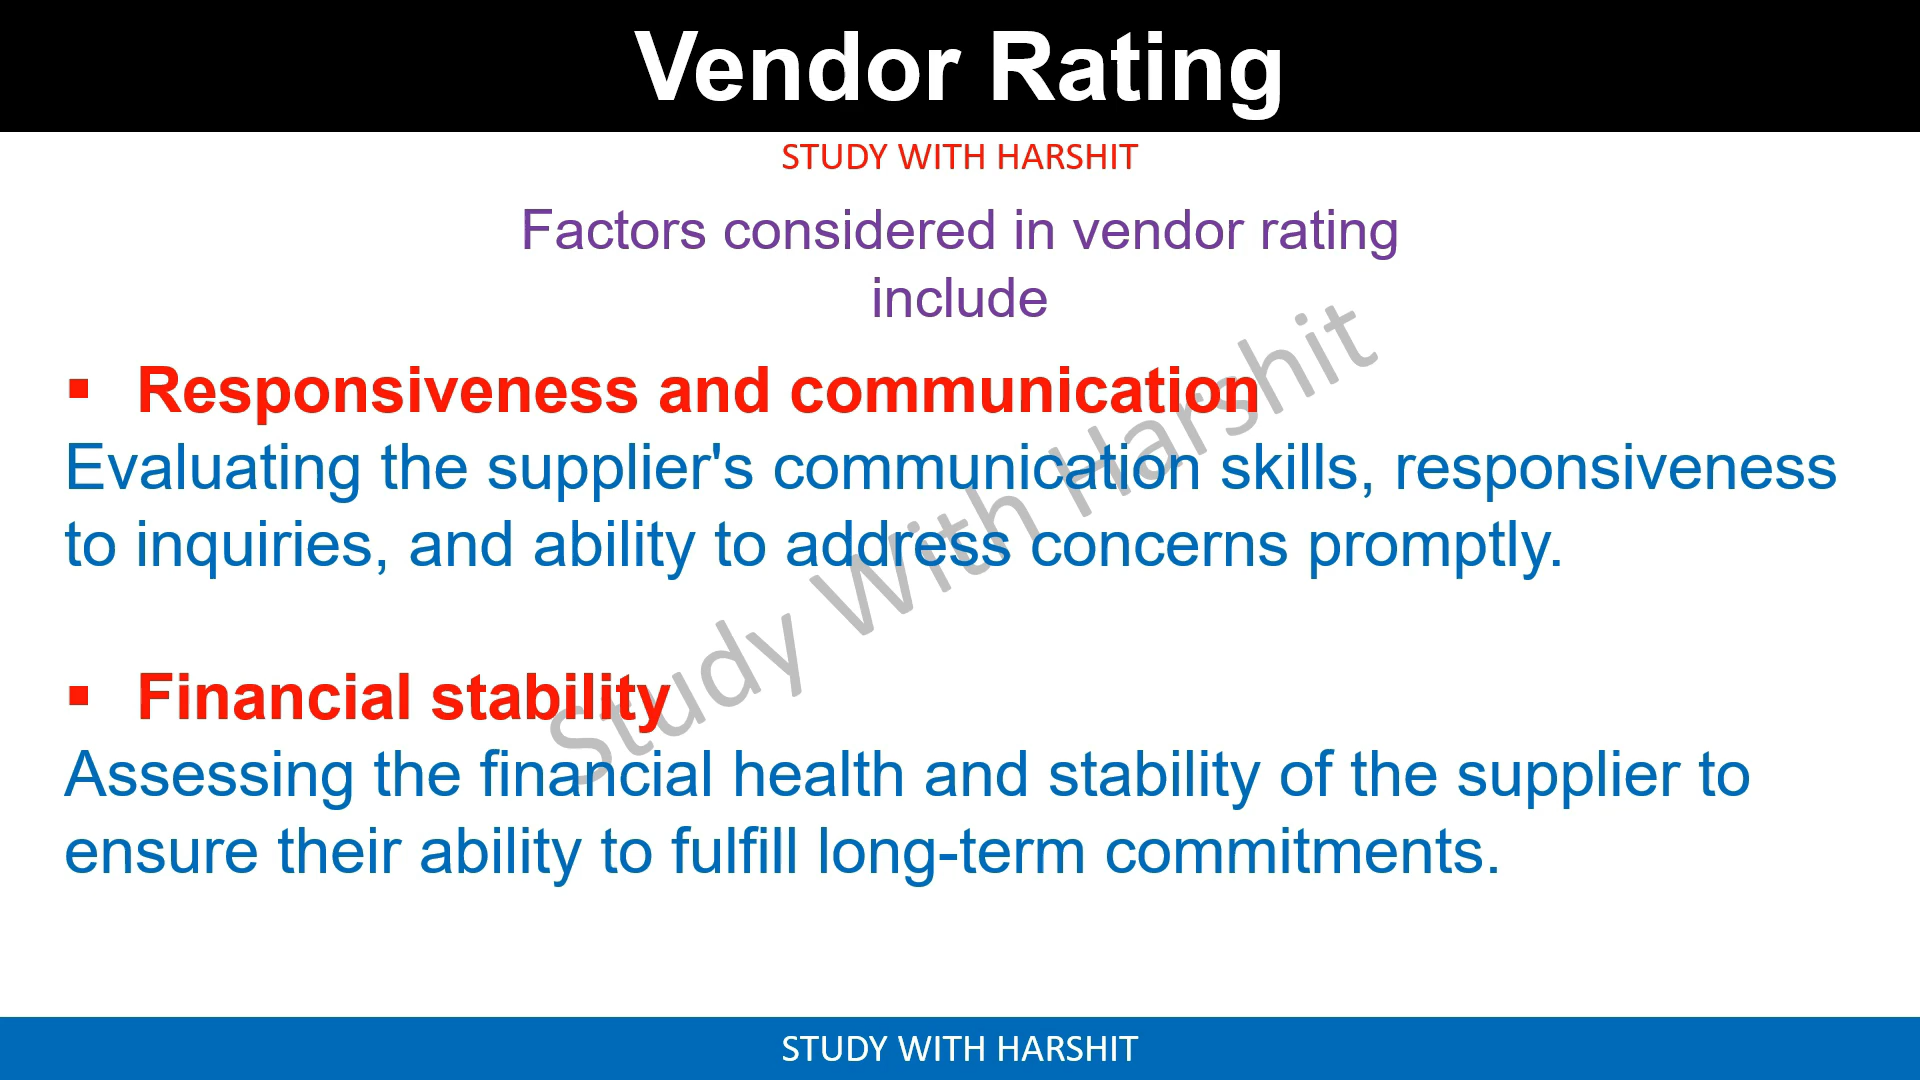 Vendor Rating
STUDY WITH HARSHIT
Factors considered in vendor rating
include
▪ Responsiveness and communication
Evaluating the supplier's communication skills, responsiveness
to inquiries, and ability to address concerns promptly.
▪ Financial stability
Assessing the financial health and stability of the supplier to
ensure their ability to fulfill long-term commitments.
Study With Harshit
STUDY WITH HARSHIT